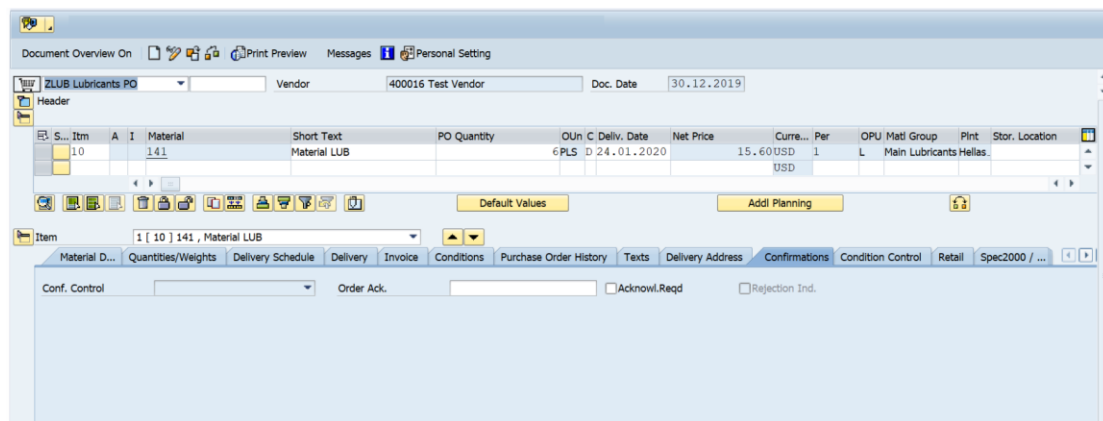 Document Overview On Print Preview Messages Personal Setting
ZLUB Lubricants PO Vendor 400016 Test Vendor Doc. Date 30.12.2019
Header
S... Itm A I Material Short Text PO Quantity OUn C Deliv. Date Net Price Curre... Per OPU Matl Group Plnt Stor. Location
10 141 Material LUB 6 PLS D 24.01.2020 15.60 USD 1 L Main Lubricants Hellas..
USD
Default Values Addl Planning
Item 1 [ 10 ] 141 , Material LUB
Material D... Quantities/Weights Delivery Schedule Delivery Invoice Conditions Purchase Order History Texts Delivery Address Confirmations Condition Control Retail Spec2000 / ...
Conf. Control Order Ack. Acknowl.Reqd Rejection Ind.